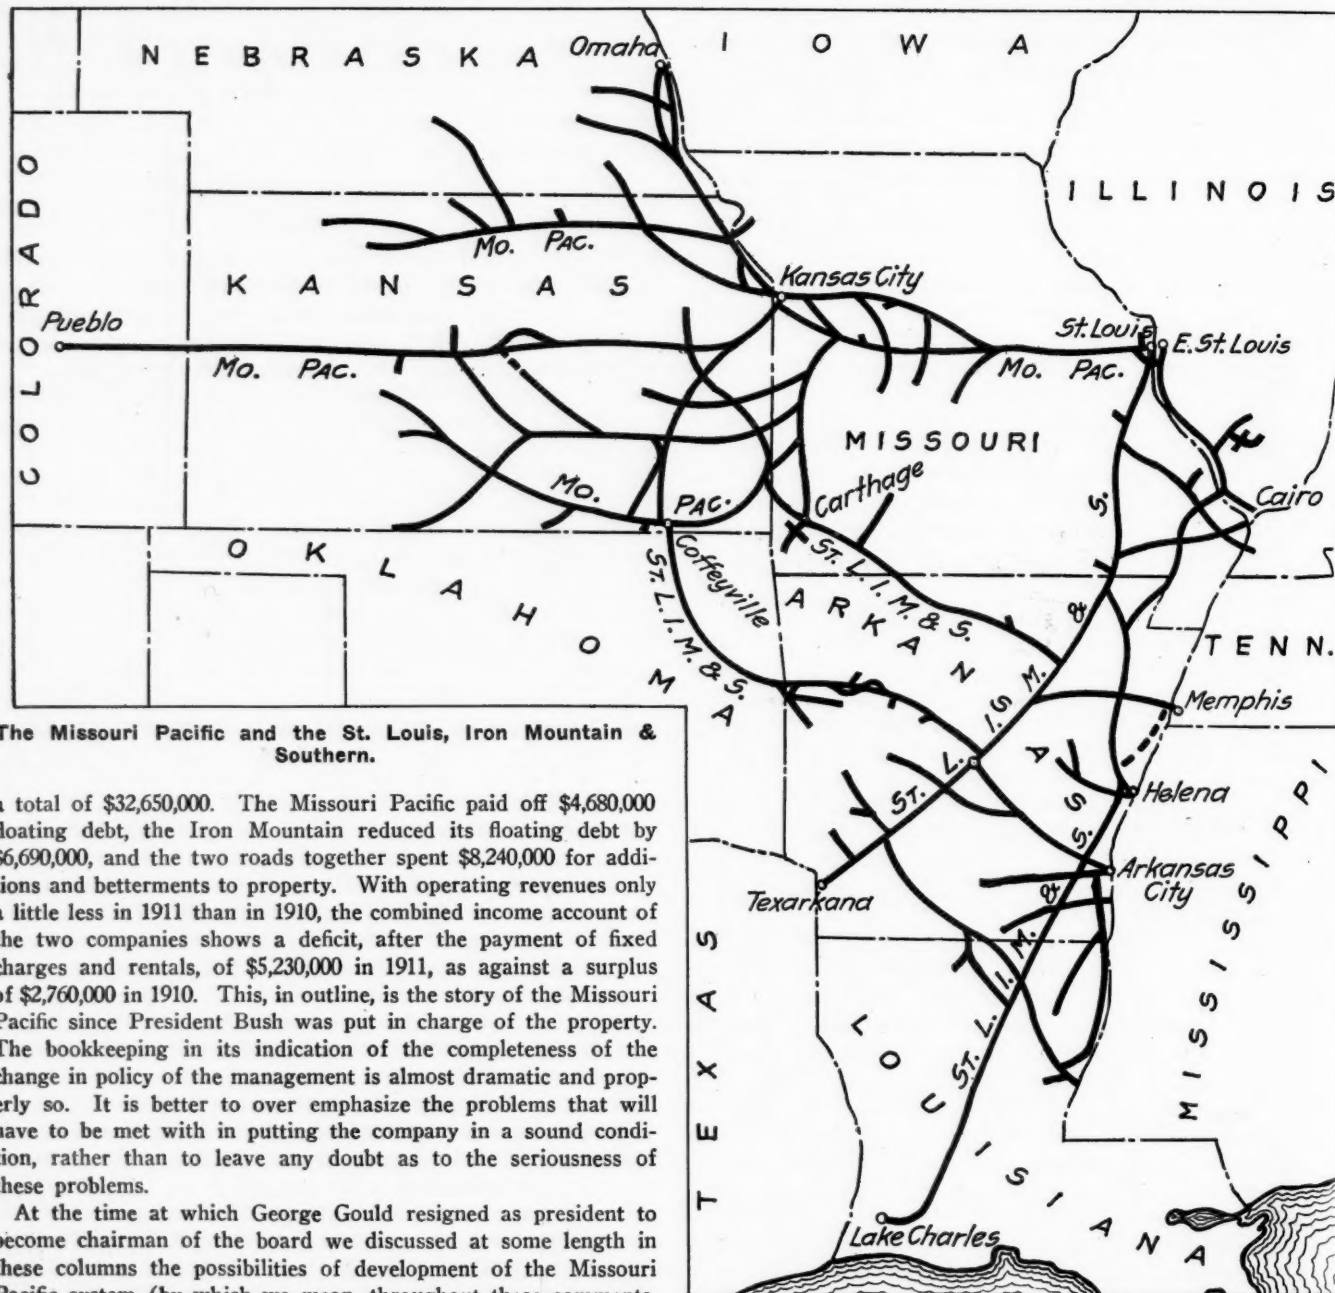 NEBRASKA
Omaha
IOWA
COLORADO
ILLINOIS
Mo. PAC.
KANSAS
Kansas City
Pueblo
St. Louis
E. St. Louis
Mo. PAC.
Mo. PAC.
MISSOURI
Carthage
Mo. PAC.
S.
Cairo
OKLAHOMA
Coffeyville
ST. L. I. M. & S.
ST. L. I. M. & S.
ARKANSAS
&
TENN.
I. M.
Memphis
ST. L.
Helena
S.
Arkansas
City
&
Texarkana
MISSISSIPPI
TEXAS
I. M.
ST. L.
LOUISIANA
Lake Charles
The Missouri Pacific and the St. Louis, Iron Mountain &
Southern.
a total of $32,650,000. The Missouri Pacific paid off $4,680,000
floating debt, the Iron Mountain reduced its floating debt by
$6,690,000, and the two roads together spent $8,240,000 for addi-
tions and betterments to property. With operating revenues only
a little less in 1911 than in 1910, the combined income account of
the two companies shows a deficit, after the payment of fixed
charges and rentals, of $5,230,000 in 1911, as against a surplus
of $2,760,000 in 1910. This, in outline, is the story of the Missouri
Pacific since President Bush was put in charge of the property.
The bookkeeping in its indication of the completeness of the
change in policy of the management is almost dramatic and prop-
erly so. It is better to over emphasize the problems that will
have to be met with in putting the company in a sound condi-
tion, rather than to leave any doubt as to the seriousness of
these problems.
At the time at which George Gould resigned as president to
become chairman of the board we discussed at some length in
these columns the possibilities of development of the Missouri
Pacific system (by which we mean, throughout these comments,